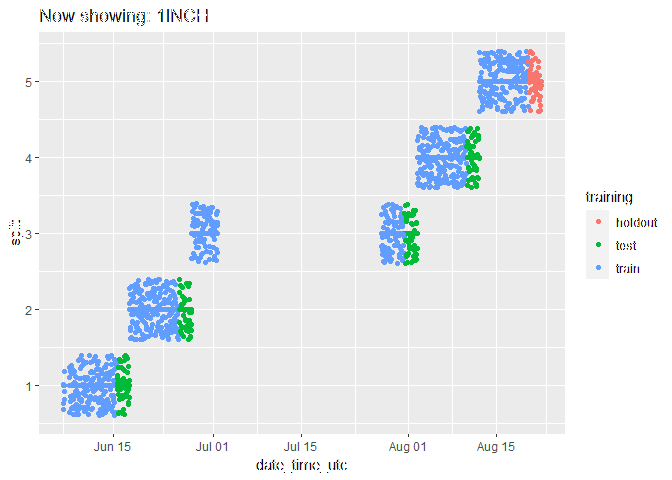 Now showing: 1INCH
5
4
3
2
1
split
Jun 15
Jul 01
Jul 15
Aug 01
Aug 15
date_time_utc
training
holdout
test
train